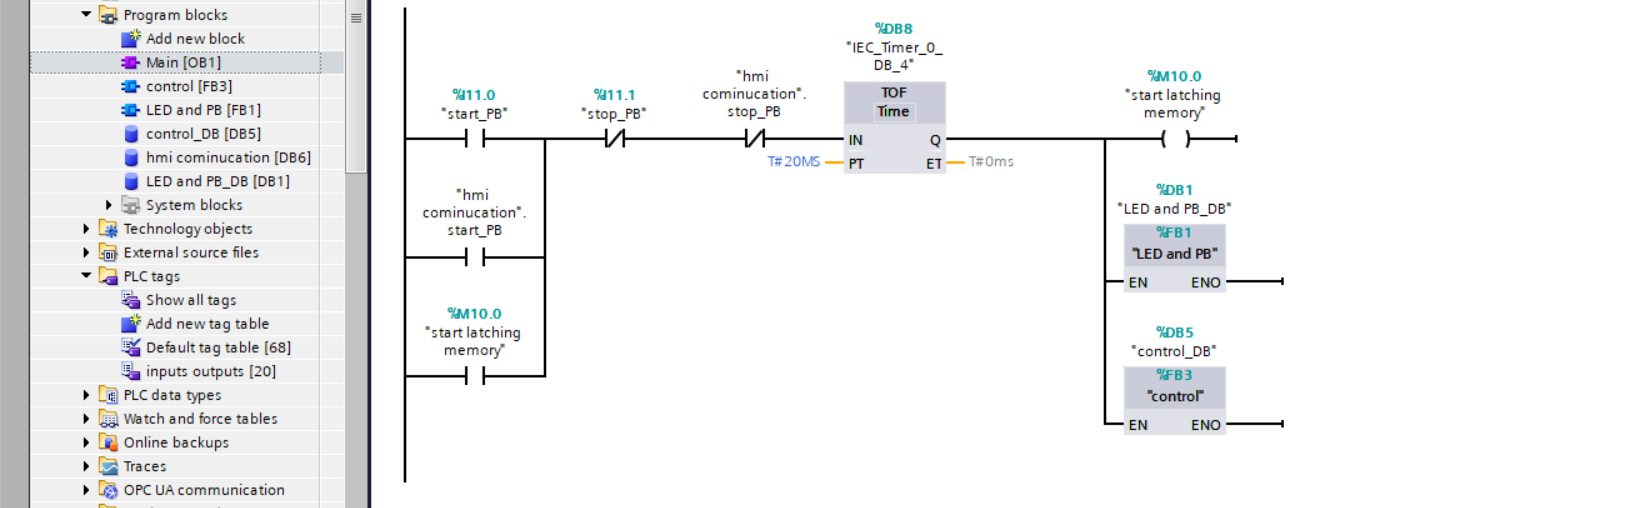 Program blocks
Add new block
Main [OB1]
control [FB3]
LED and PB [FB1]
control_DB [DB5]
hmi cominucation [DB6]
LED and PB_DB [DB1]
System blocks
Technology objects
External source files
PLC tags
Show all tags
Add new tag table
Default tag table [68]
inputs outputs [20]
PLC data types
Watch and force tables
Online backups
Traces
OPC UA communication
%I11.0
"start_PB"
"hmi
cominucation".
start_PB
%M10.0
"start latching
memory"
%I11.1
"stop_PB"
"hmi
cominucation".
stop_PB
%DB8
"IEC_Timer_0_
DB_4"
TOF
Time
IN Q
T#20MS PT ET T#0ms
%M10.0
"start latching
memory"
%DB1
"LED and PB_DB"
%FB1
"LED and PB"
EN ENO
%DB5
"control_DB"
%FB3
"control"
EN ENO